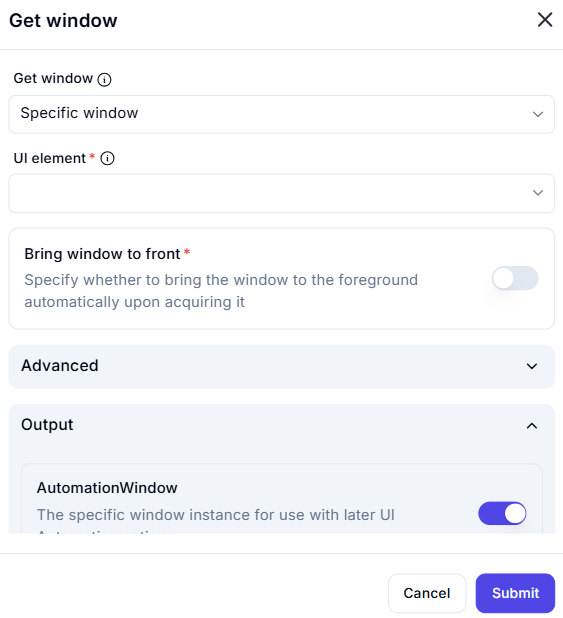 Get window
Get window
Specific window
UI element *
Bring window to front *
Specify whether to bring the window to the foreground
automatically upon acquiring it
Advanced
Output
AutomationWindow
The specific window instance for use with later UI
Cancel
Submit